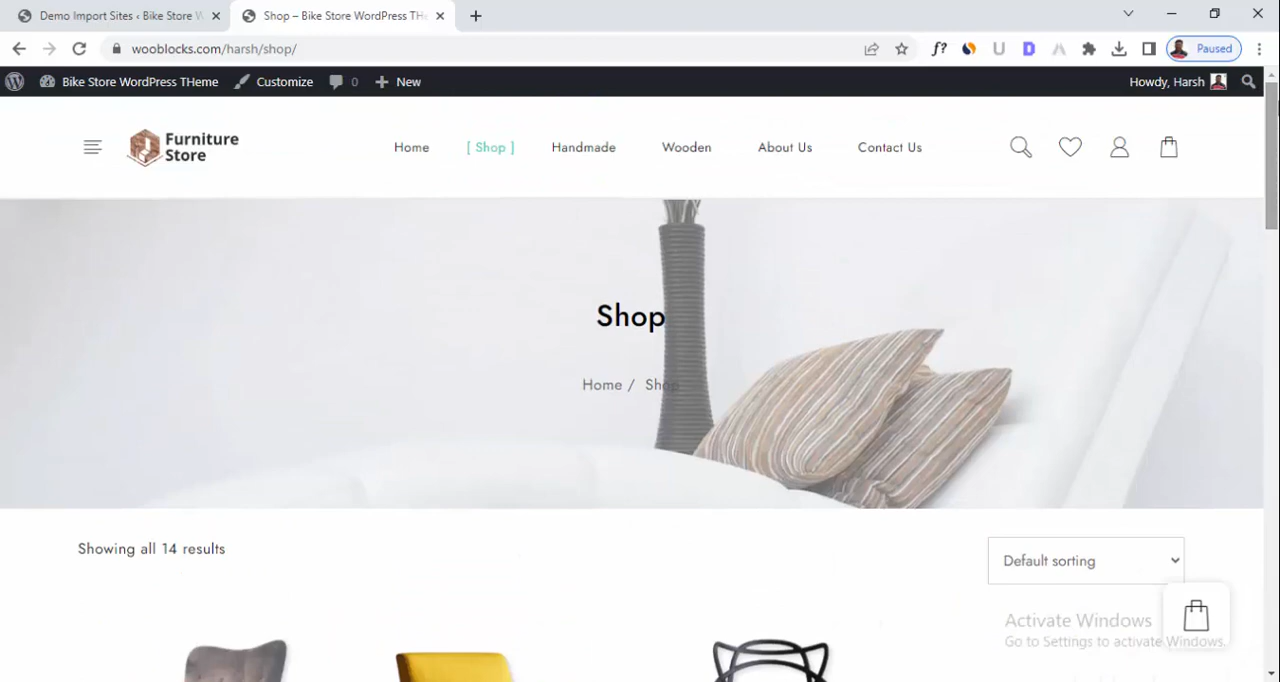 Demo Import Sites ‹ Bike Store W
Shop – Bike Store WordPress THe
wooblocks.com/harsh/shop/
f?
U
D
Paused
Bike Store WordPress THeme
Customize
0
New
Howdy, Harsh
Furniture
Store
Home
[ Shop ]
Handmade
Wooden
About Us
Contact Us
Shop
Home / Shop
Showing all 14 results
Default sorting
Activate Windows
Go to Settings to activate Windows.